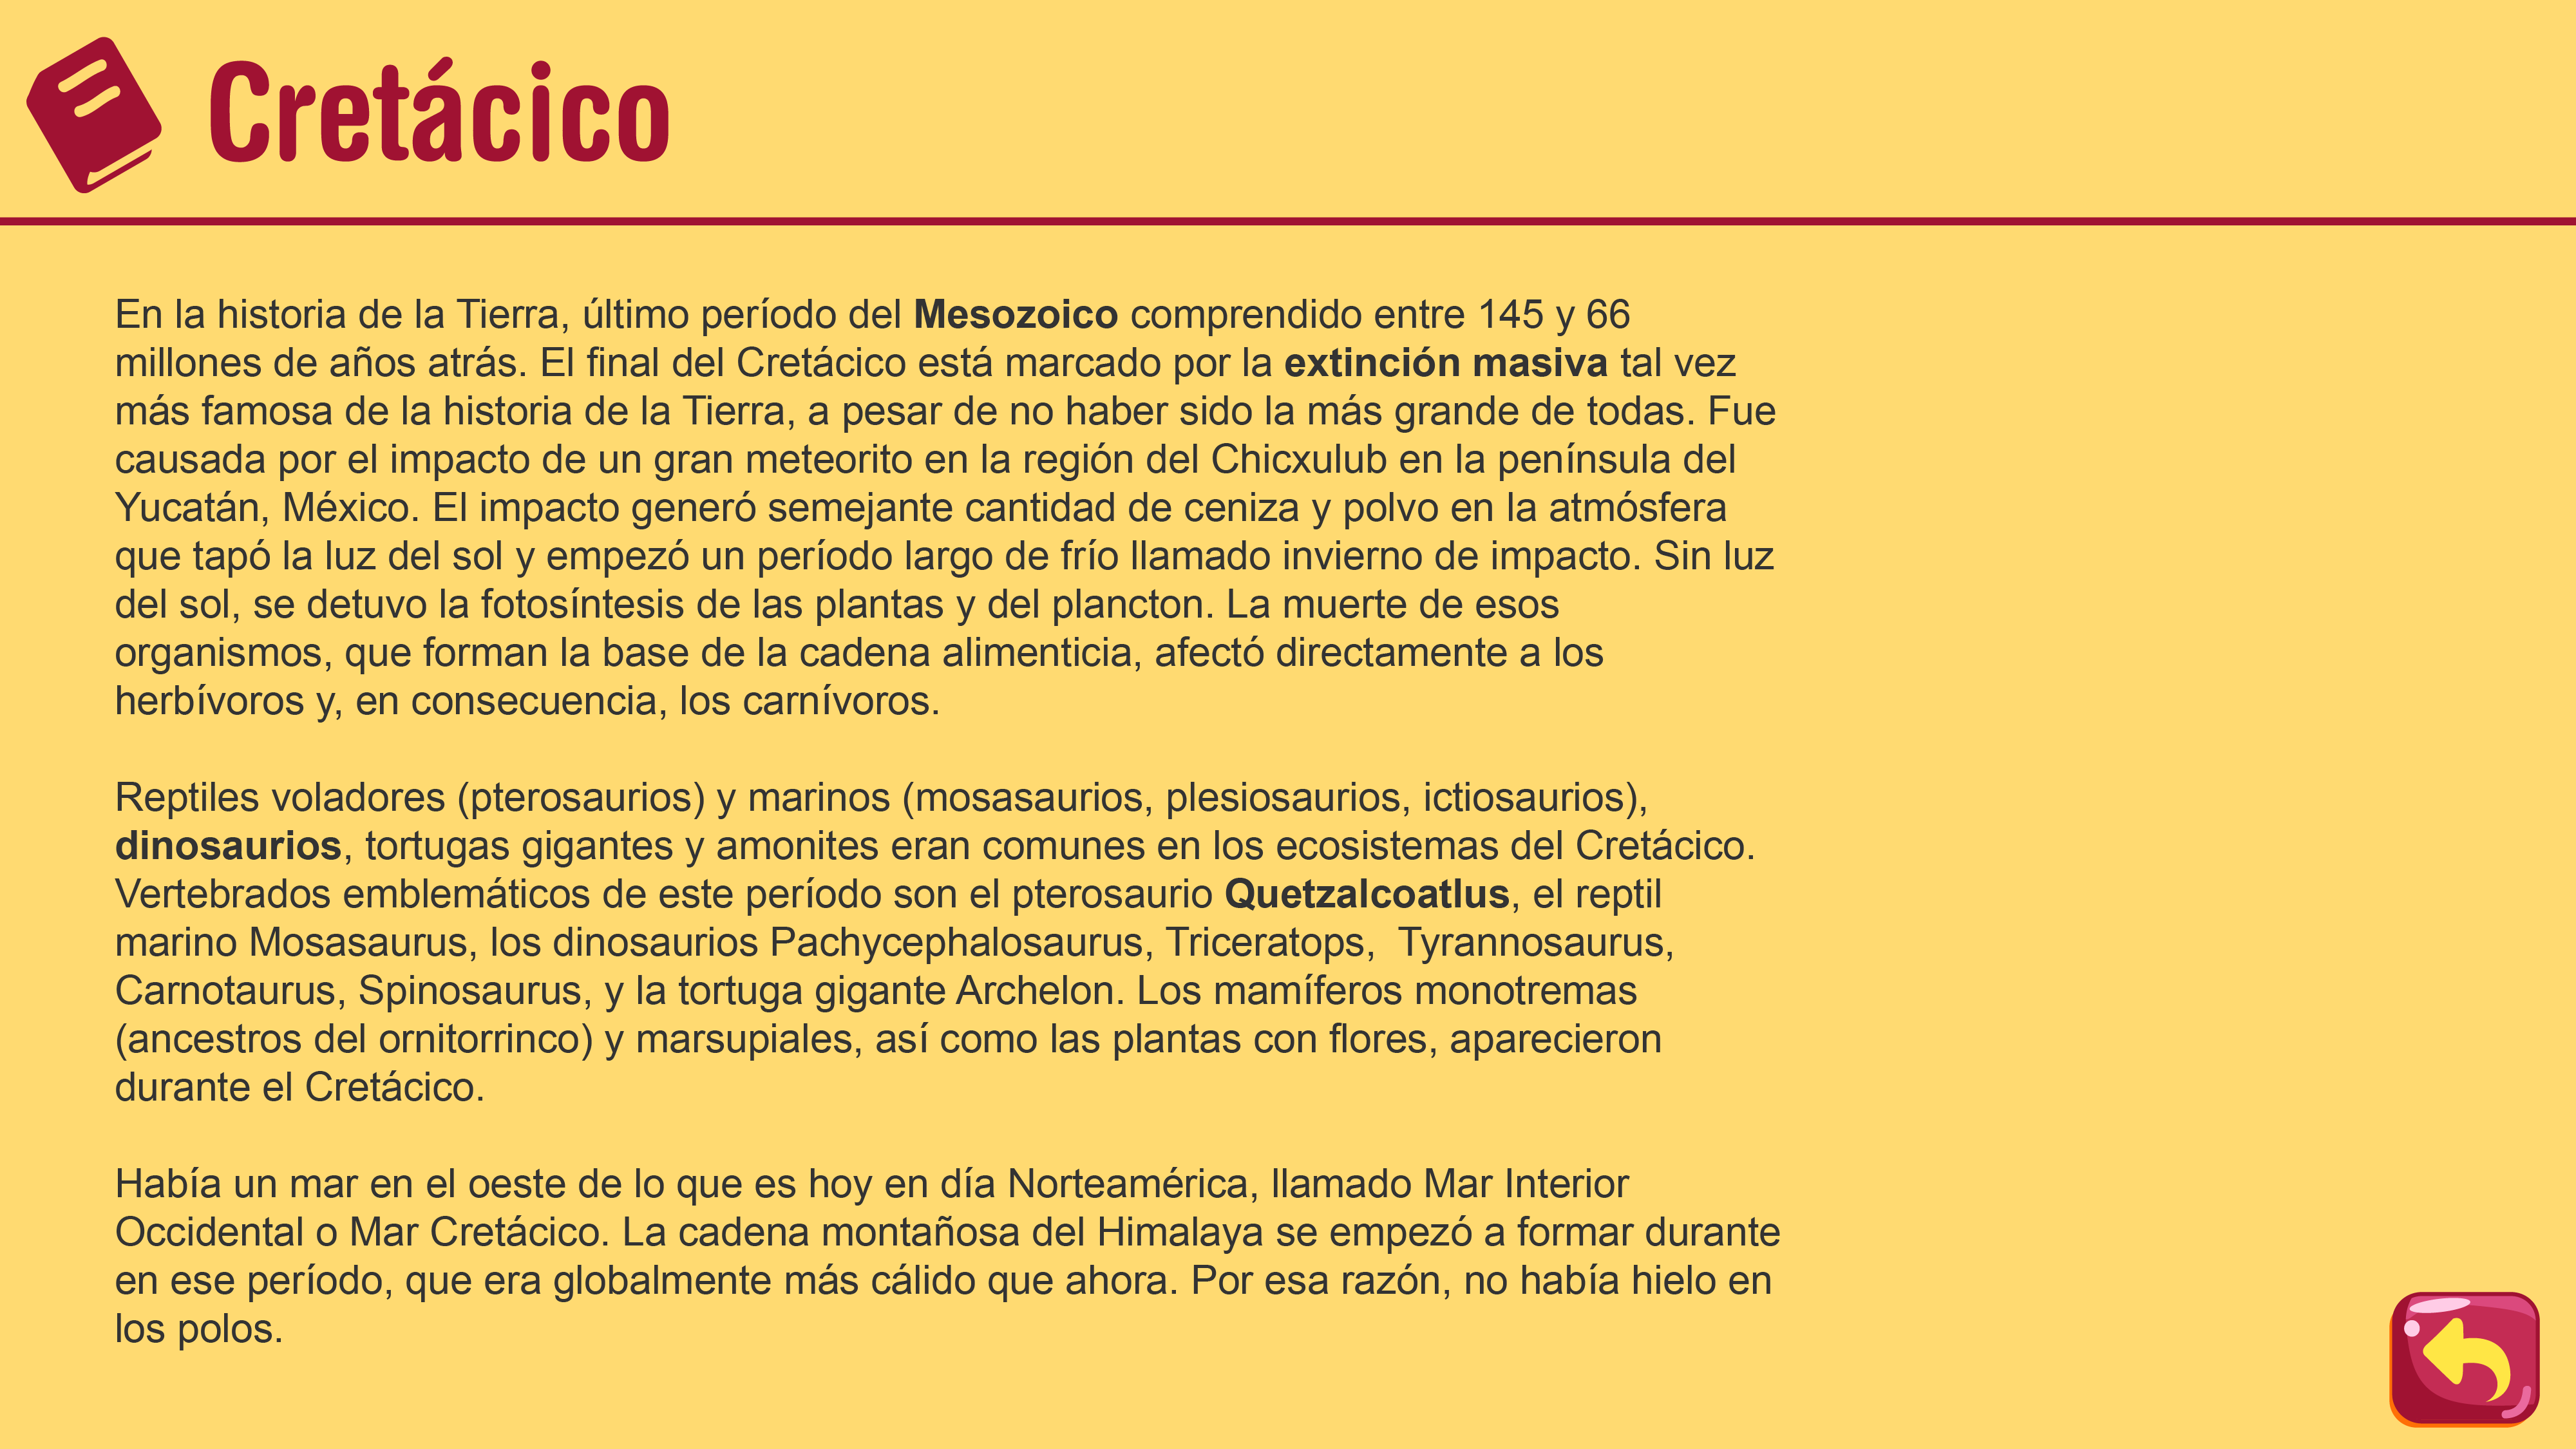 Cretácico
En la historia de la Tierra, último período del Mesozoico comprendido entre 145 y 66
millones de años atrás. El final del Cretácico está marcado por la extinción masiva tal vez
más famosa de la historia de la Tierra, a pesar de no haber sido la más grande de todas. Fue
causada por el impacto de un gran meteorito en la región del Chicxulub en la península del
Yucatán, México. El impacto generó semejante cantidad de ceniza y polvo en la atmósfera
que tapó la luz del sol y empezó un período largo de frío llamado invierno de impacto. Sin luz
del sol, se detuvo la fotosíntesis de las plantas y del plancton. La muerte de esos
organismos, que forman la base de la cadena alimenticia, afectó directamente a los
herbívoros y, en consecuencia, los carnívoros.
Reptiles voladores (pterosaurios) y marinos (mosasaurios, plesiosaurios, ictiosaurios),
dinosaurios, tortugas gigantes y amonites eran comunes en los ecosistemas del Cretácico.
Vertebrados emblemáticos de este período son el pterosaurio Quetzalcoatlus, el reptil
marino Mosasaurus, los dinosaurios Pachycephalosaurus, Triceratops,  Tyrannosaurus,
Carnotaurus, Spinosaurus, y la tortuga gigante Archelon. Los mamíferos monotremas
(ancestros del ornitorrinco) y marsupiales, así como las plantas con flores, aparecieron
durante el Cretácico.
Había un mar en el oeste de lo que es hoy en día Norteamérica, llamado Mar Interior
Occidental o Mar Cretácico. La cadena montañosa del Himalaya se empezó a formar durante
en ese período, que era globalmente más cálido que ahora. Por esa razón, no había hielo en
los polos.